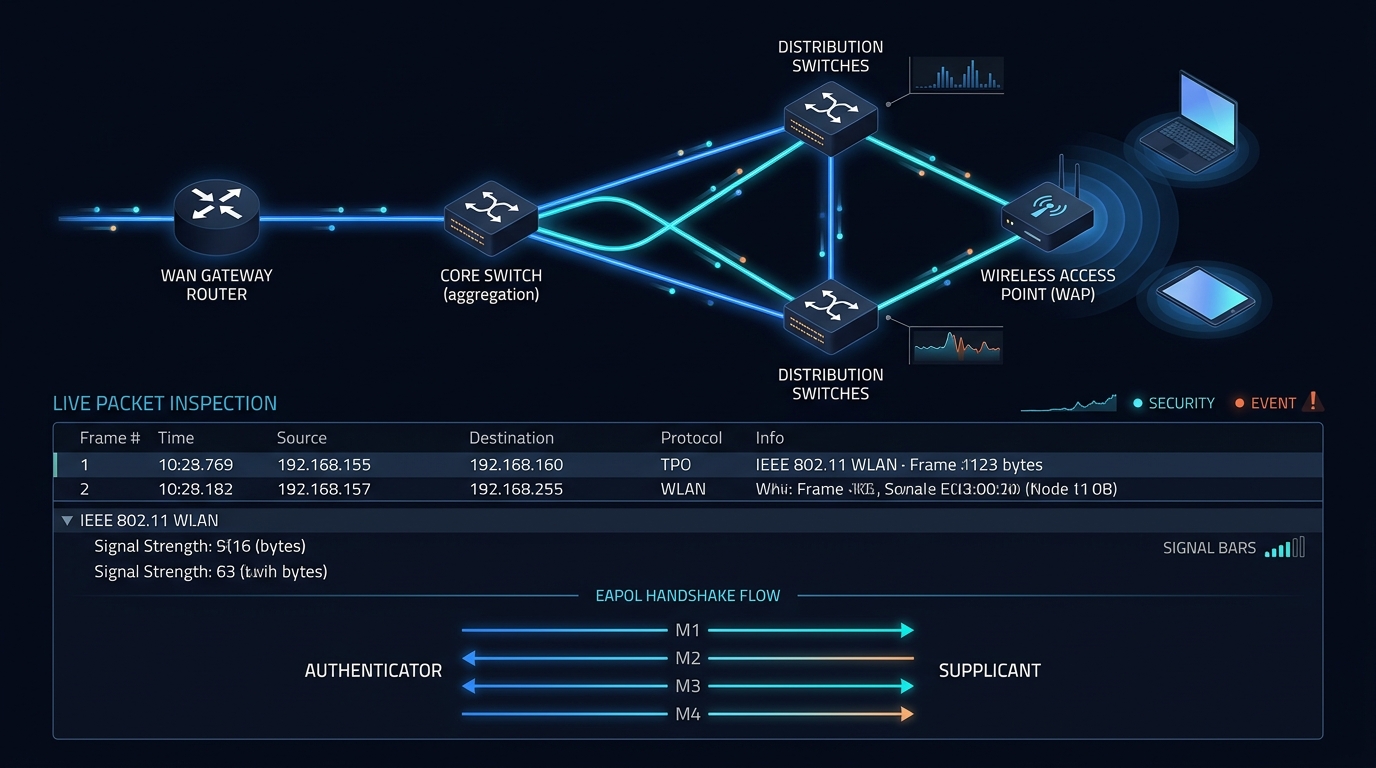 DISTRIBUTION
SWITCHES
WAN GATEWAY
ROUTER
CORE SWITCH
(aggregation)
WIRELESS ACCESS
POINT (WAP)
DISTRIBUTION
SWITCHES
LIVE PACKET INSPECTION
SECURITY
EVENT
Frame # Time Source Destination Protocol Info
1 10:28.769 192.168.155 192.168.160 TPO IEEE 802.11 WLAN · Frame :1123 bytes
2 10:28.182 192.168.157 192.168.255 WLAN Frame (Node 11 0B)
IEEE 802.11 WLAN
Signal Strength: (bytes)
SIGNAL BARS
Signal Strength: 63 bytes)
EAPOL HANDSHAKE FLOW
M1
M2
AUTHENTICATOR SUPPLICANT
M3
M4